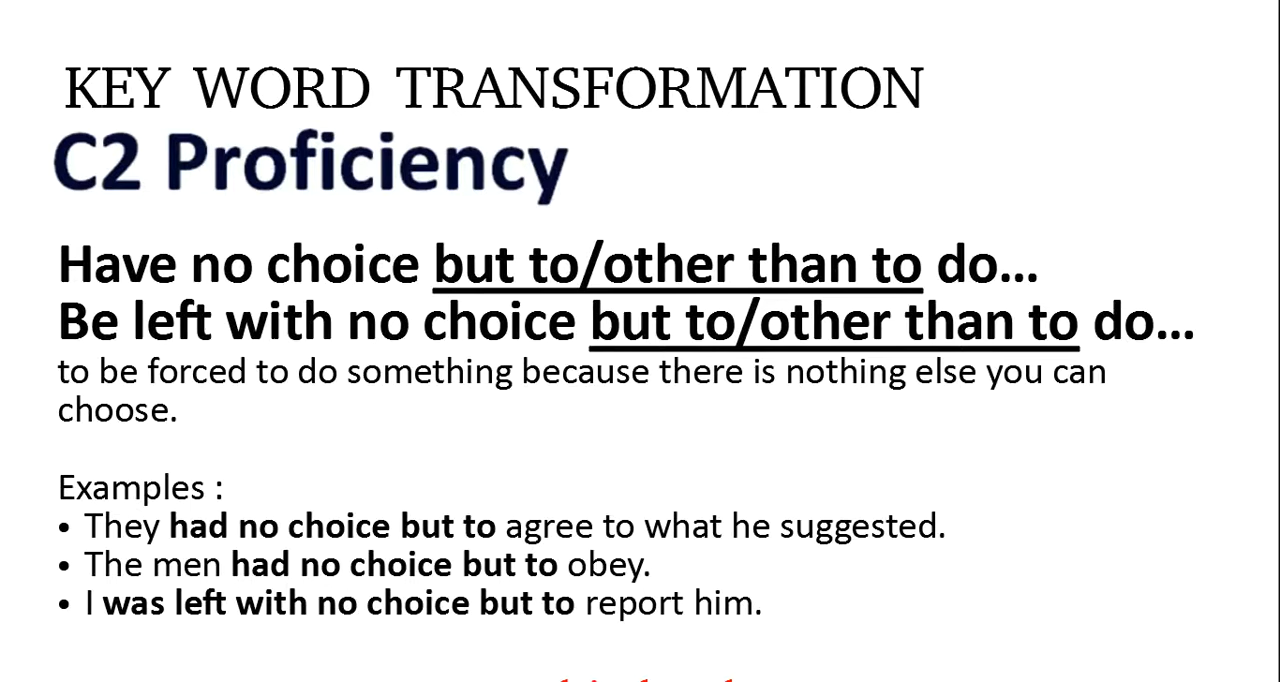 KEY WORD TRANSFORMATION
C2 Proficiency
Have no choice but to/other than to do...
Be left with no choice but to/other than to do...
to be forced to do something because there is nothing else you can
choose.
Examples :
• They had no choice but to agree to what he suggested.
• The men had no choice but to obey.
• I was left with no choice but to report him.